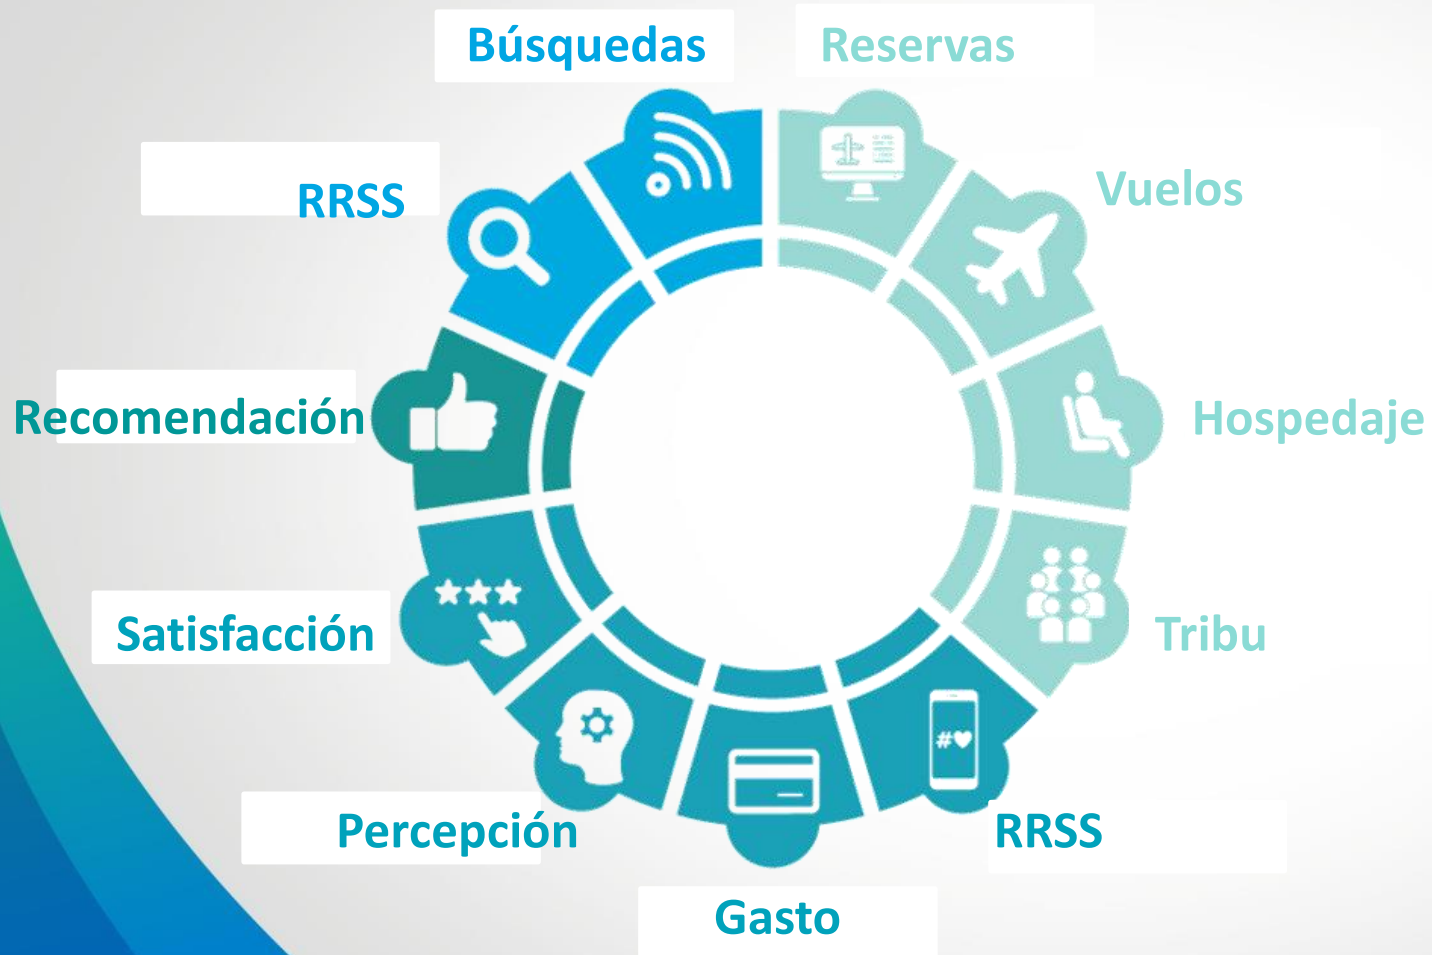 Búsquedas
Reservas
RRSS
Vuelos
Recomendación
Hospedaje
Satisfacción
Tribu
#
Percepción
RRSS
Gasto